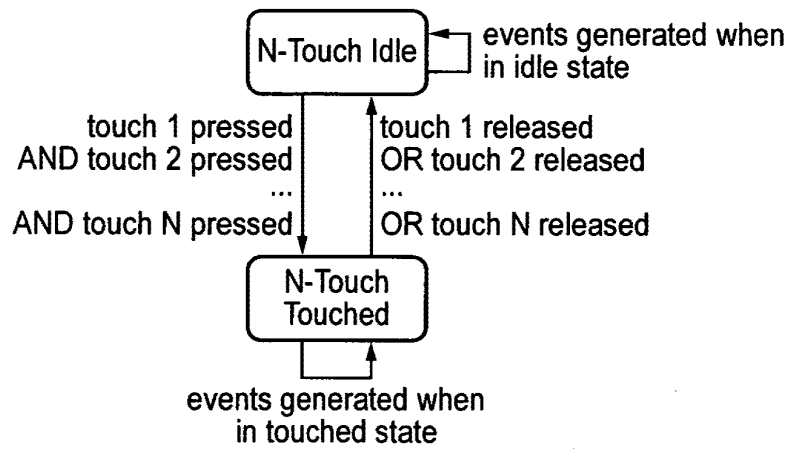 N-Touch Idle
events generated when
in idle state
touch 1 pressed
AND touch 2 pressed
...
AND touch N pressed
touch 1 released
OR touch 2 released
...
OR touch N released
N-Touch
Touched
events generated when
in touched state